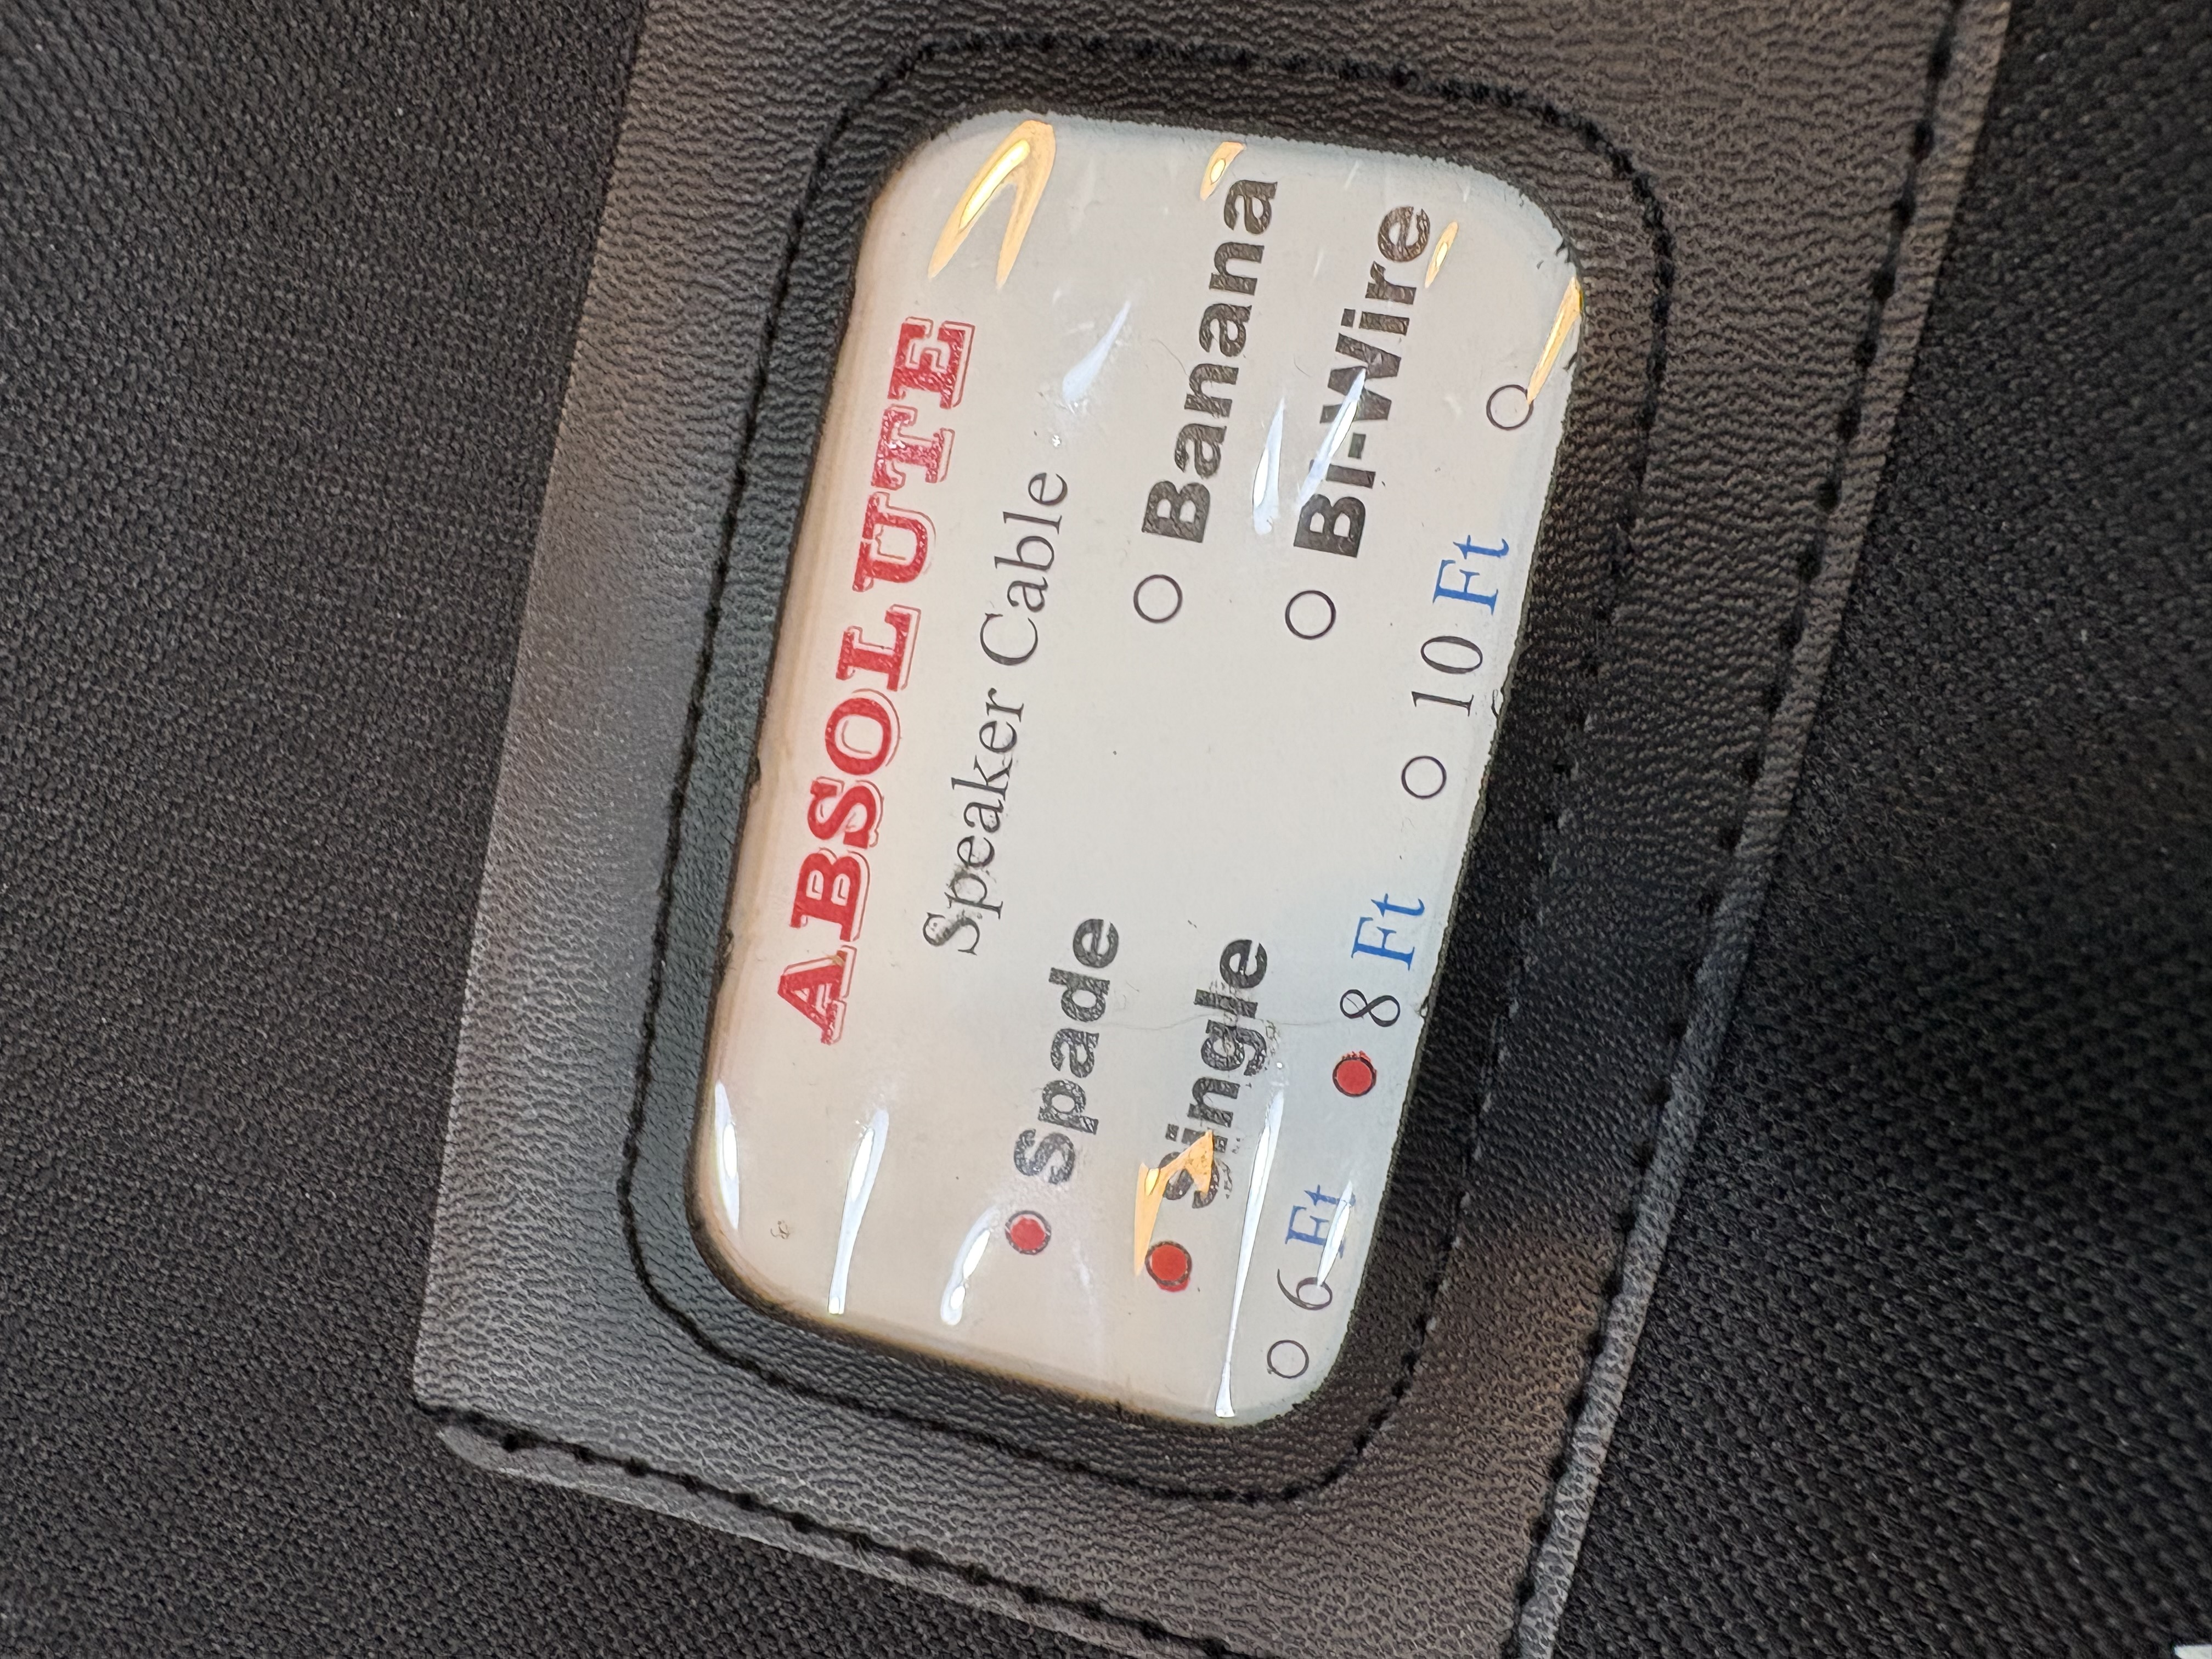 ABSOLUTE
Speaker Cable
Spade Banana
Single Bi-Wire
6 Ft 8 Ft 10 Ft